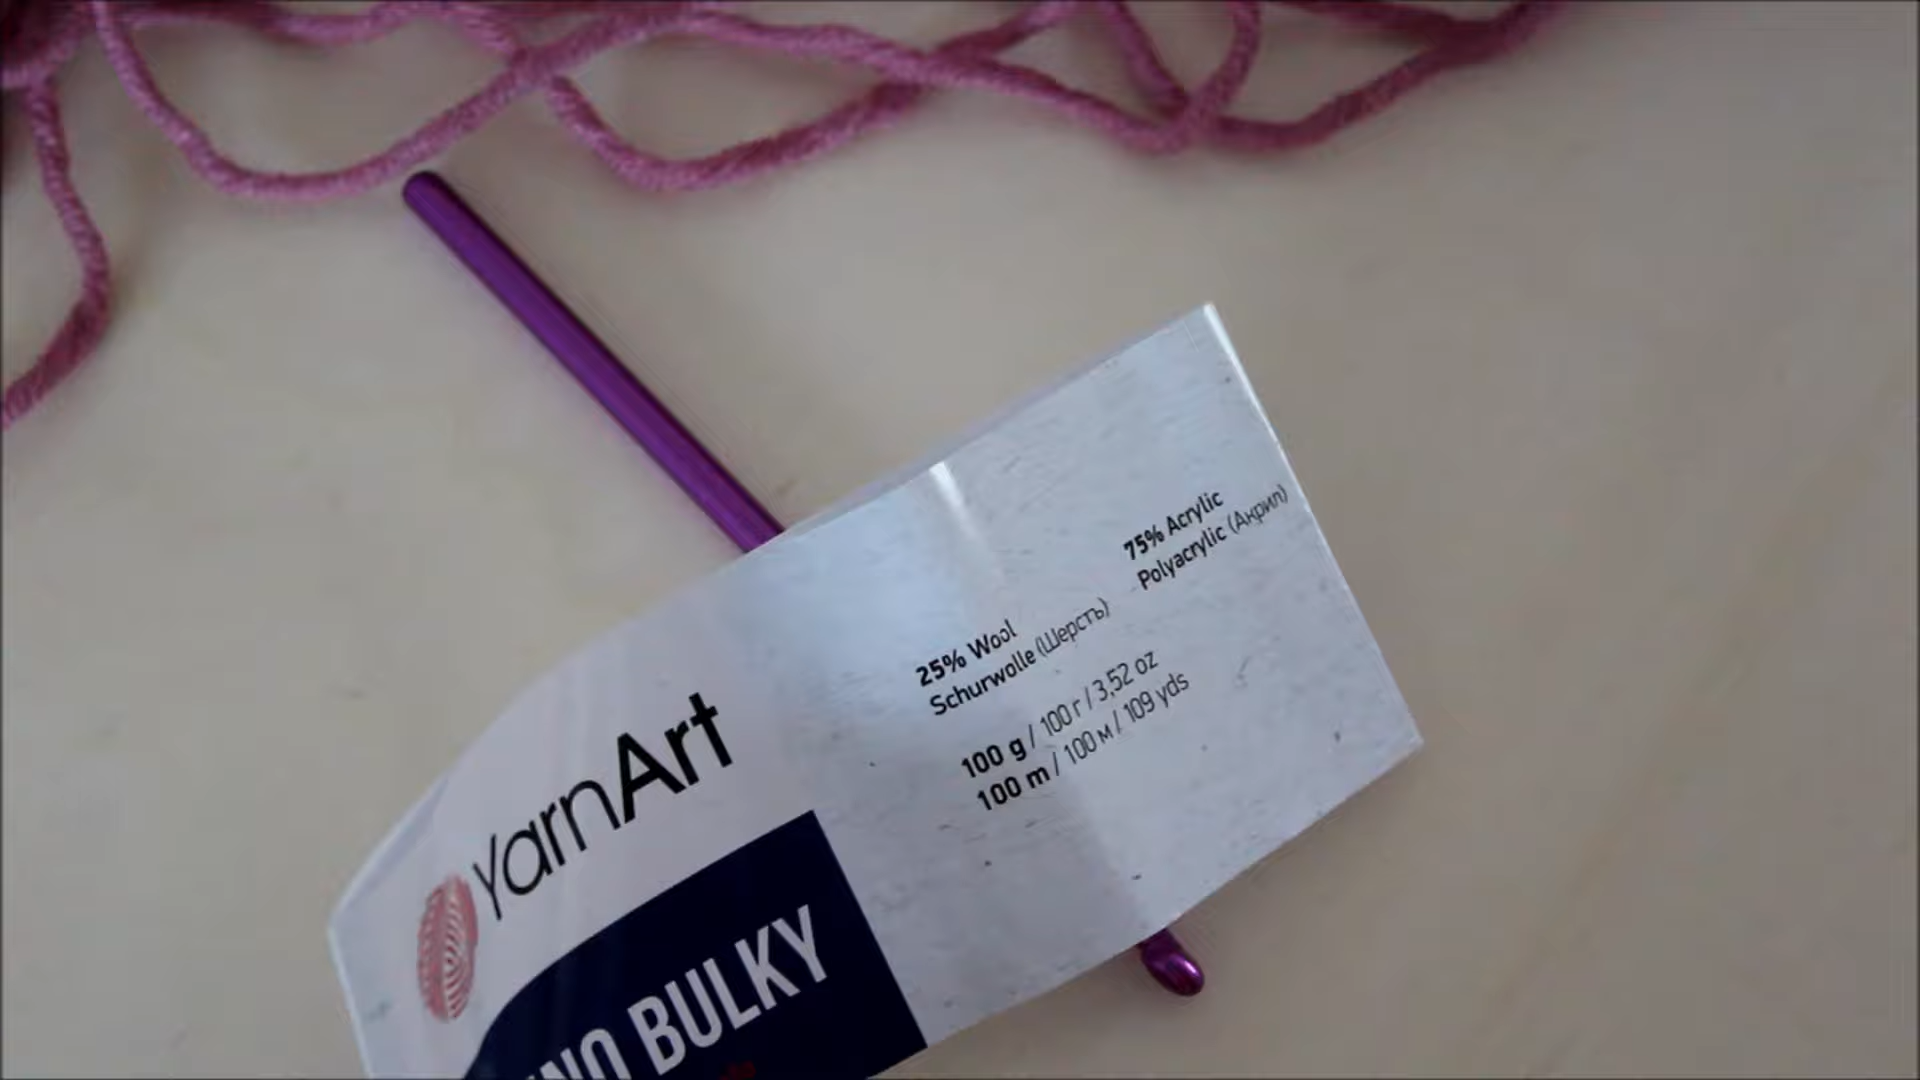 YarnArt
BULKY
25% Wool
Schurwolle (Шерсть)
75% Acrylic
Polyacrylic (Акрил)
100 g / 100 г / 3,52 oz
100 m / 100 м / 109 yds